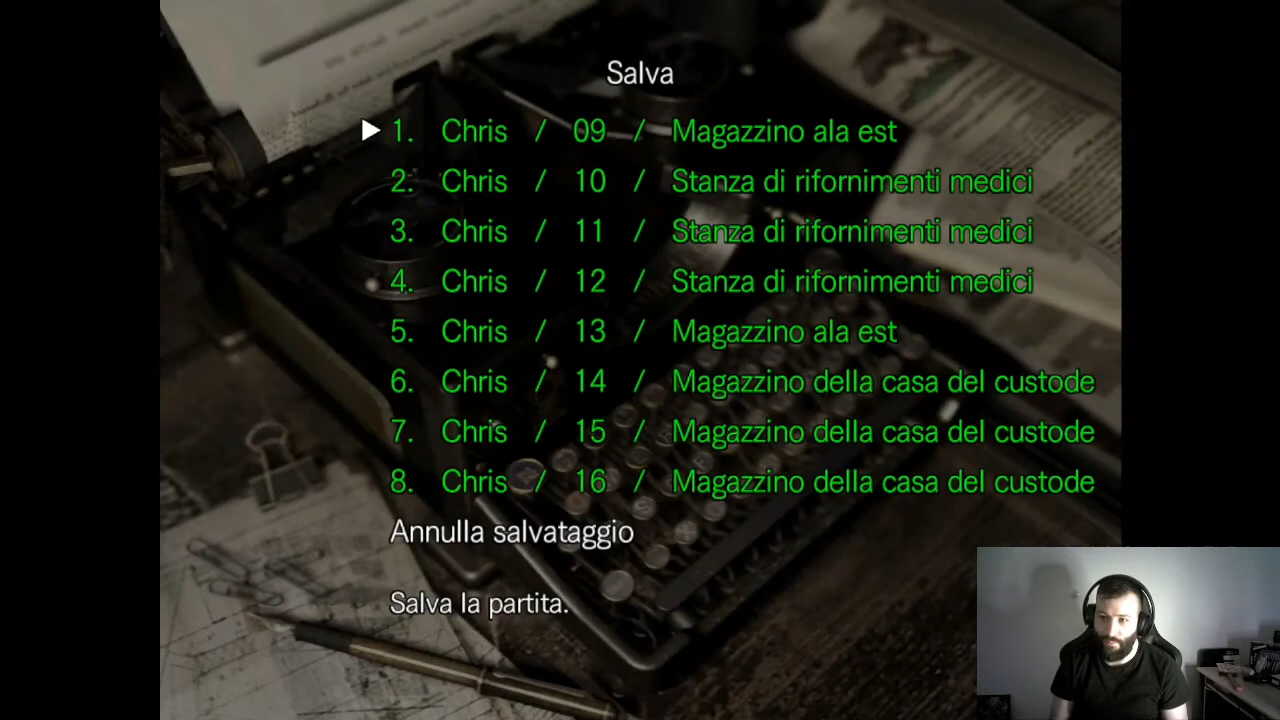 Salva
1. Chris / 09 / Magazzino ala est
2. Chris / 10 / Stanza di rifornimenti medici
3. Chris / 11 / Stanza di rifornimenti medici
4. Chris / 12 / Stanza di rifornimenti medici
5. Chris / 13 / Magazzino ala est
6. Chris / 14 / Magazzino della casa del custode
7. Chris / 15 / Magazzino della casa del custode
8. Chris / 16 / Magazzino della casa del custode
Annulla salvataggio
Salva la partita.